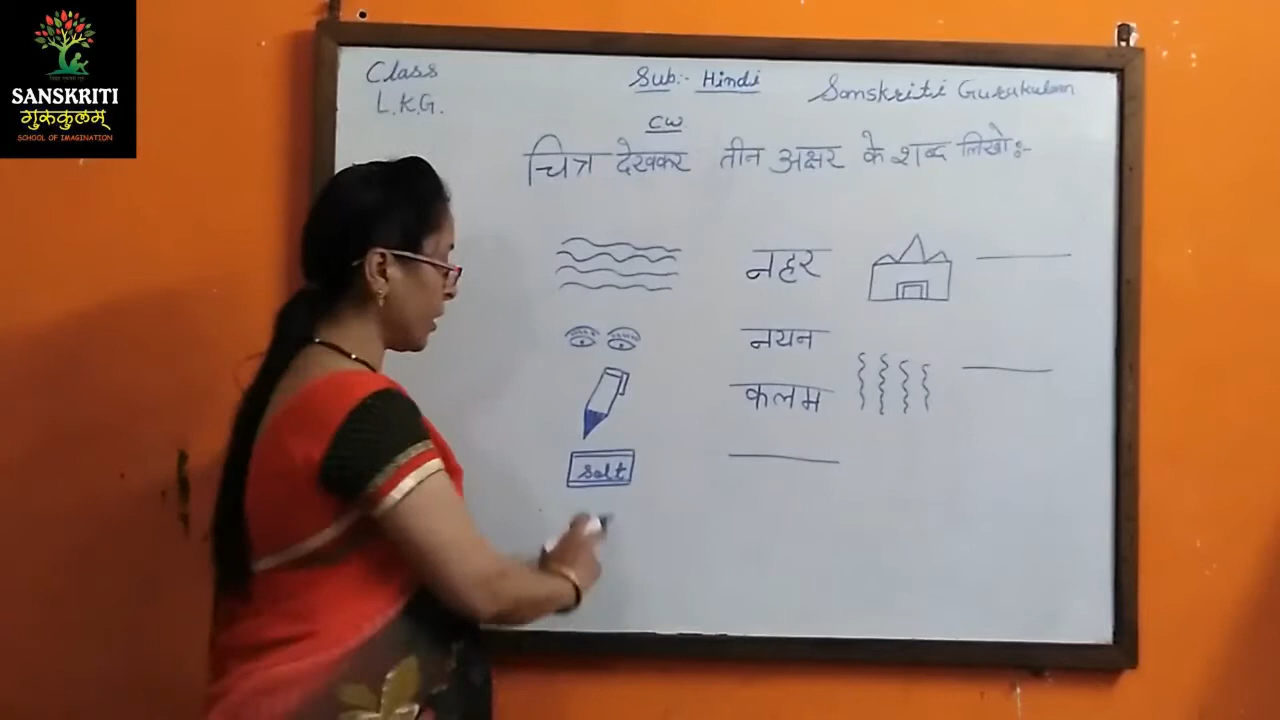 SANSKRITI
गुरुकुलम्
SCHOOL OF IMAGINATION
Class
L.K.G.
Sub:- Hindi
Sanskriti Gurukulam
CW
चित्र देखकर तीन अक्षर के शब्द लिखो :-
नहर
नयन
कलम
Salt